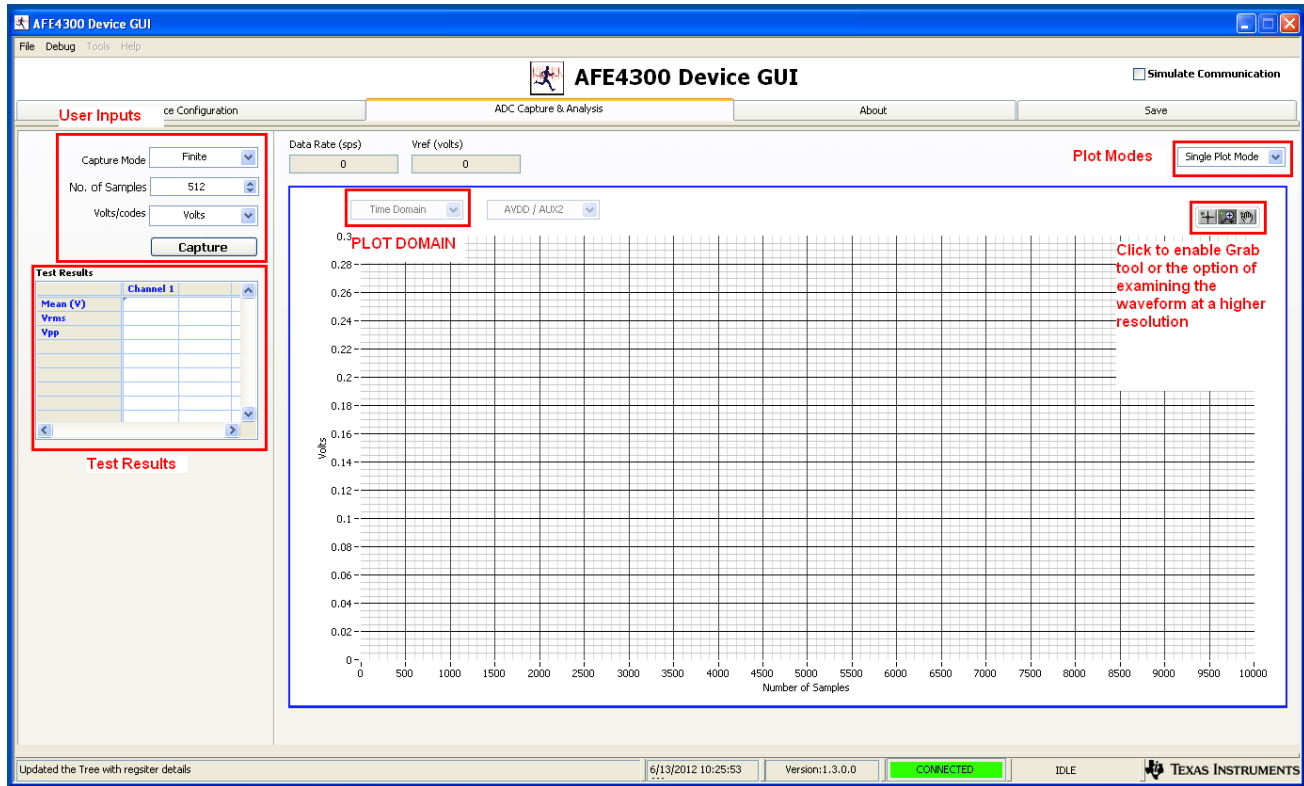 AFE4300 Device GUI
File Debug Tools Help
AFE4300 Device GUI
Simulate Communication
User Inputs
ce Configuration
ADC Capture & Analysis
About
Save
Capture Mode Finite
No. of Samples 512
Volts/codes Volts
Capture
Test Results
Channel 1
Mean (V)
Vrms
Vpp
Test Results
Data Rate (sps)
0
Vref (volts)
0
Plot Modes
Single Plot Mode
Time Domain
AVDD / AUX2
PLOT DOMAIN
Click to enable Grab
tool or the option of
examining the
waveform at a higher
resolution
0.3
0.28
0.26
0.24
0.22
0.2
0.18
0.16
0.14
0.12
0.1
0.08
0.06
0.04
0.02
0
Volts
0 500 1000 1500 2000 2500 3000 3500 4000 4500 5000 5500 6000 6500 7000 7500 8000 8500 9000 9500 10000
Number of Samples
Updated the Tree with regsiter details
6/13/2012 10:25:53
Version:1.3.0.0
CONNECTED
IDLE
TEXAS INSTRUMENTS